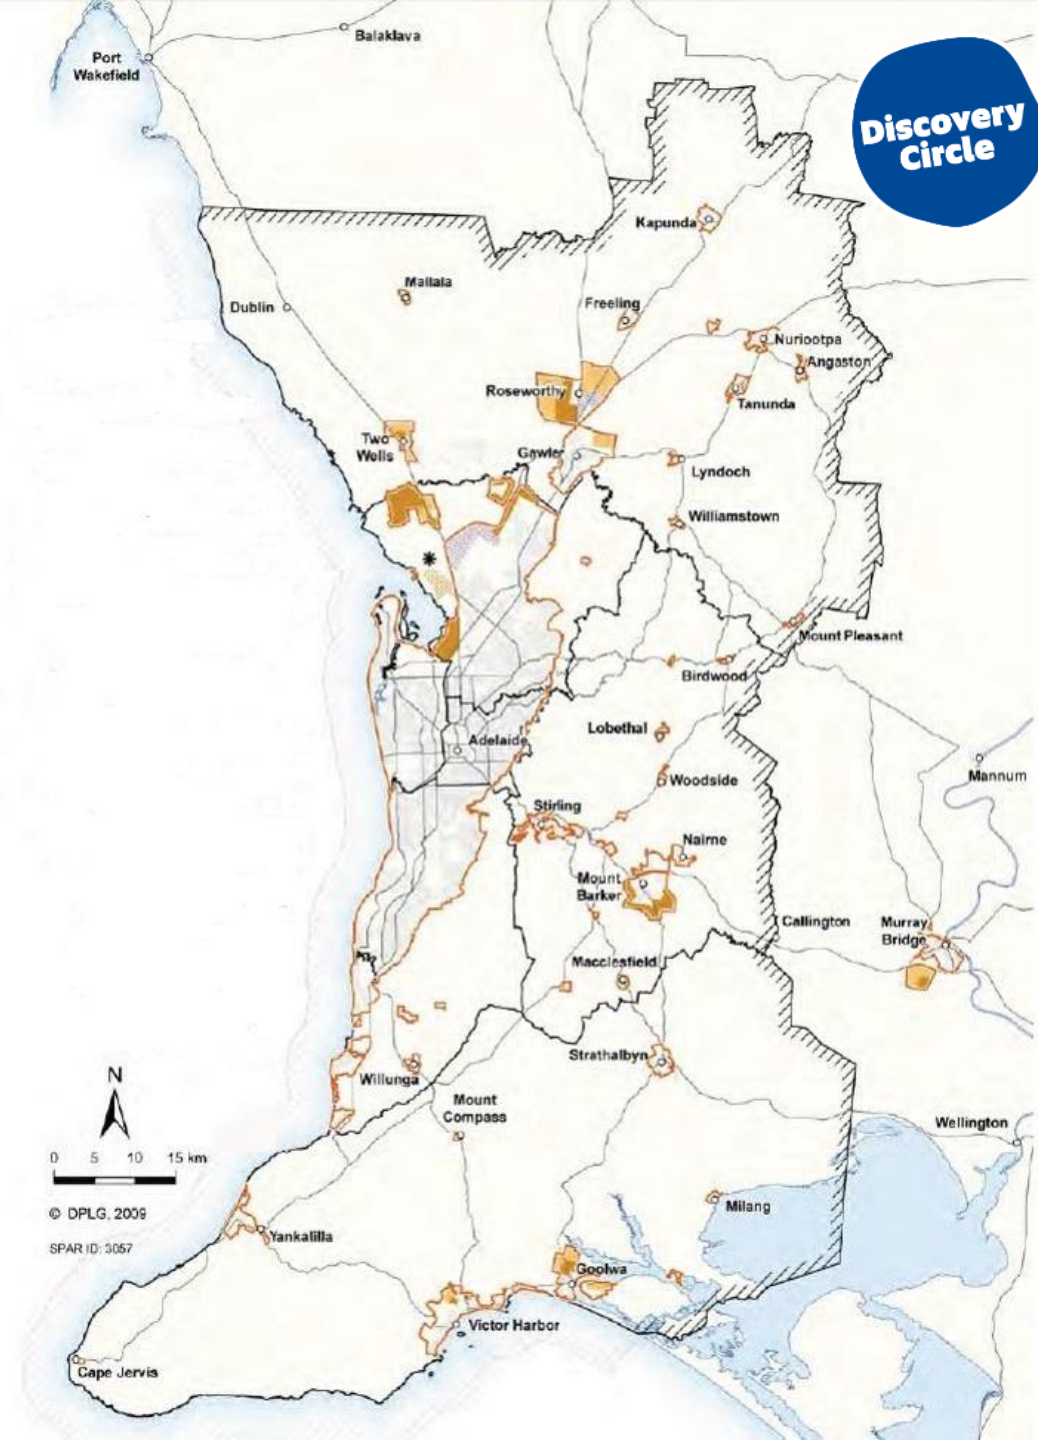 Balaklava
Port
Wakefield
Discovery
Circle
Kapunda
Mallala
Dublin
Freeling
Nuriootpa
Angaston
Roseworthy
Tanunda
Two
Wells
Gawler
Lyndoch
Williamstown
Mount Pleasant
Birdwood
Lobethal
Adelaide
Mannum
Woodside
Stirling
Nairne
Mount
Barker
Callington
Murray
Bridge
Macclesfield
Strathalbyn
Willunga
N
Mount
Compass
Wellington
0 5 10 15 km
Milang
© DPLG, 2009
Yankalilla
SPAR ID: 3057
Goolwa
Victor Harbor
Cape Jervis